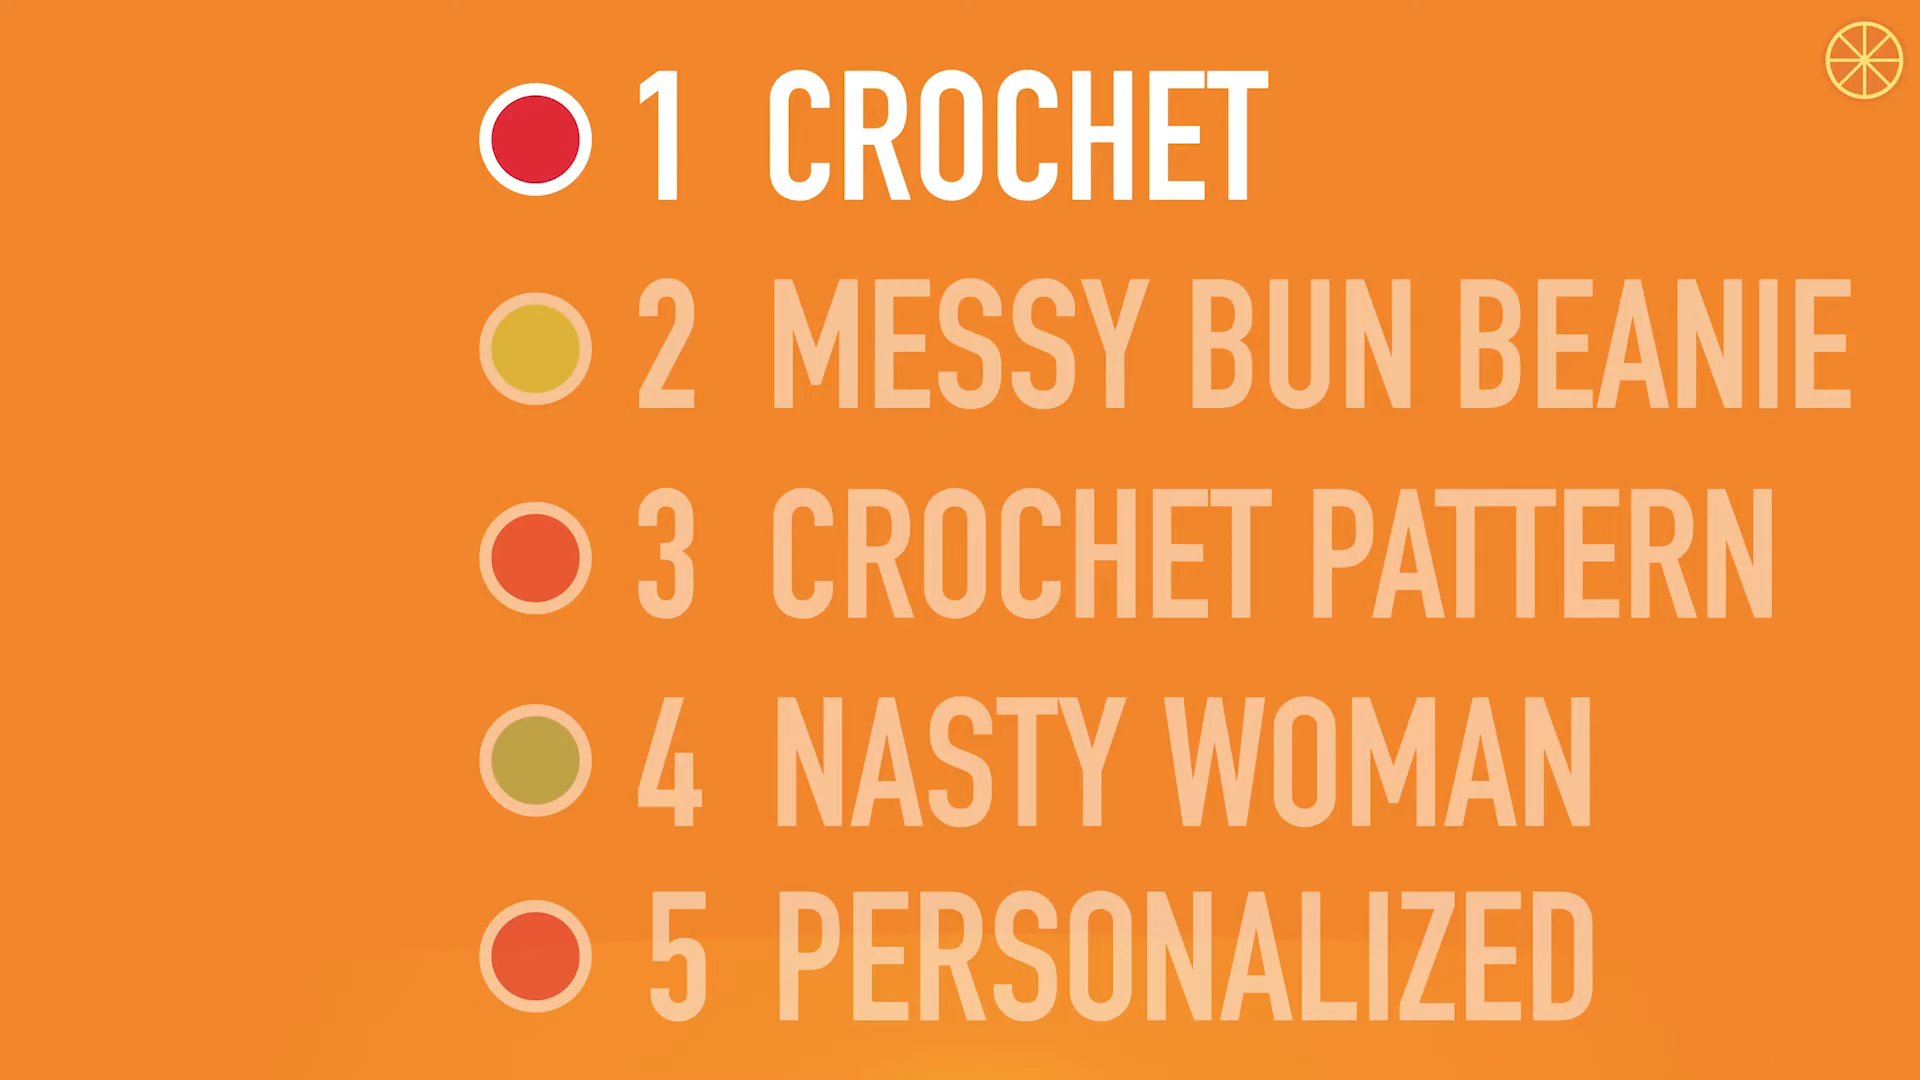 1 CROCHET
2 MESSY BUN BEANIE
3 CROCHET PATTERN
4 NASTY WOMAN
5 PERSONALIZED